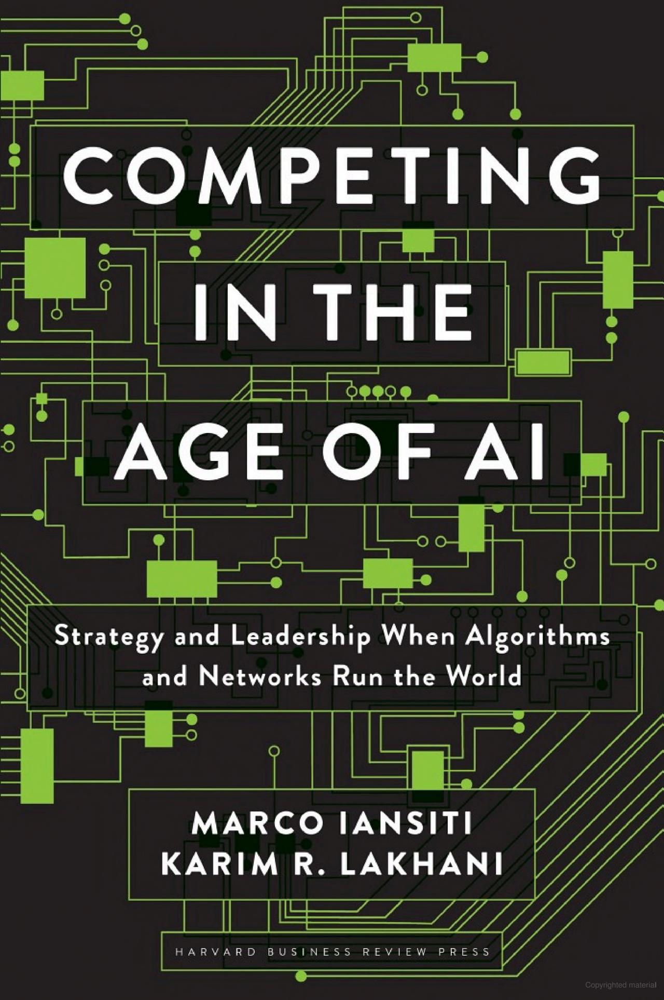 COMPETING
IN THE
AGE OF AI
Strategy and Leadership When Algorithms
and Networks Run the World
MARCO IANSITI
KARIM R. LAKHANI
HARVARD BUSINESS REVIEW PRESS
Copyrighted material